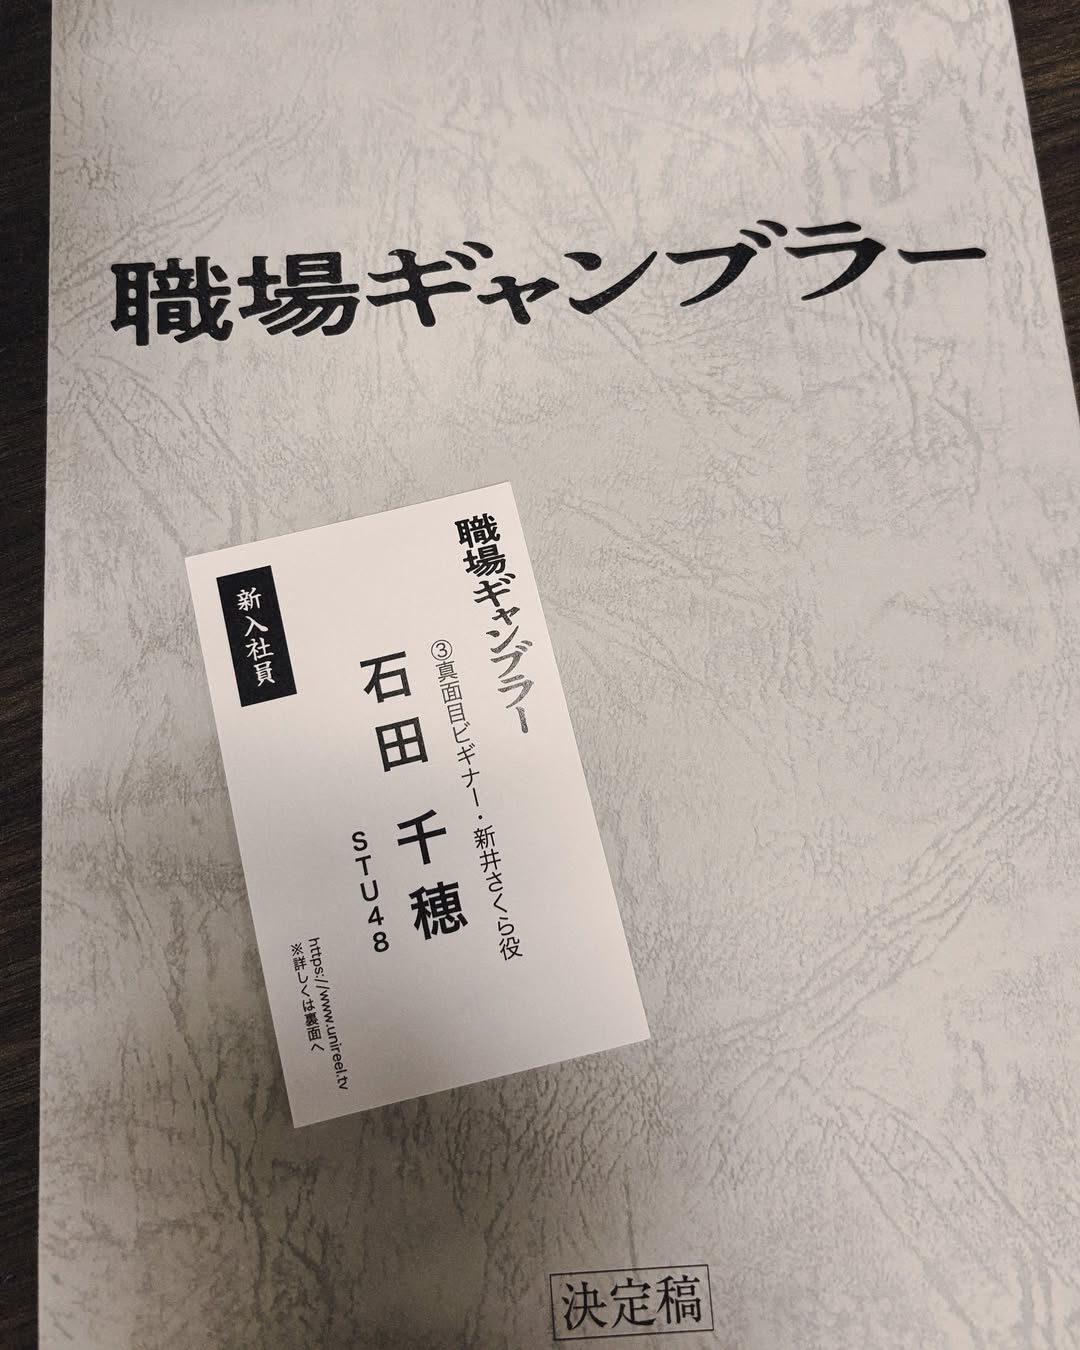 職場ギャンブラー
職場ギャンブラー
③真面目ビギナー・新井さくら役
石田 千穂
STU48
新入社員
https://www.unireel.tv
※詳しくは裏面へ
決定稿